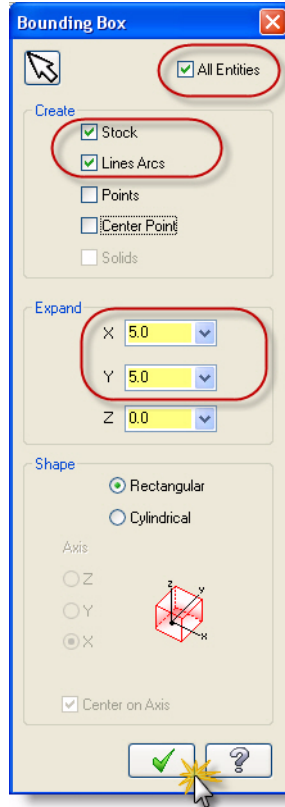 Bounding Box
All Entities
Create
Stock
Lines Arcs
Points
Center Point
Solids
Expand
X 5.0
Y 5.0
Z 0.0
Shape
Rectangular
Cylindrical
Axis
Z
Y
X
z
y
x
Center on Axis
?